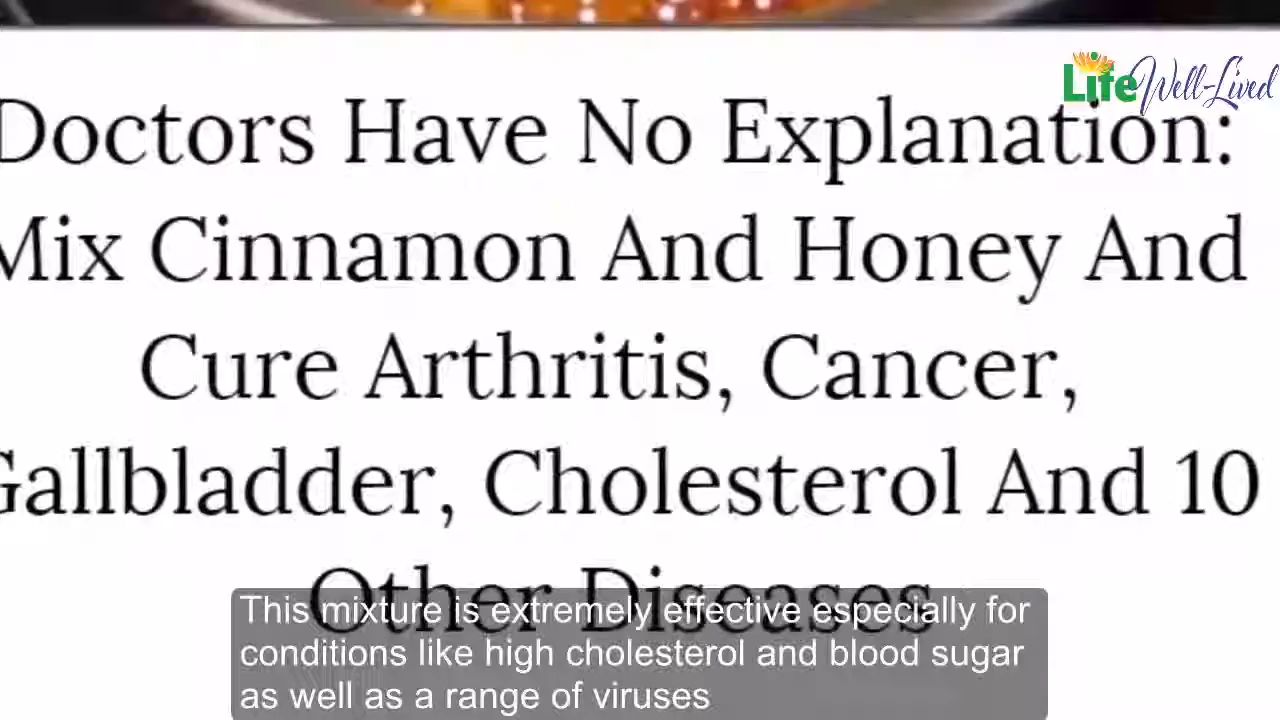 Life Well-Lived
Doctors Have No Explanation:
Mix Cinnamon And Honey And
Cure Arthritis, Cancer,
Gallbladder, Cholesterol And 10
Other Diseases
This mixture is extremely effective especially for
conditions like high cholesterol and blood sugar
as well as a range of viruses